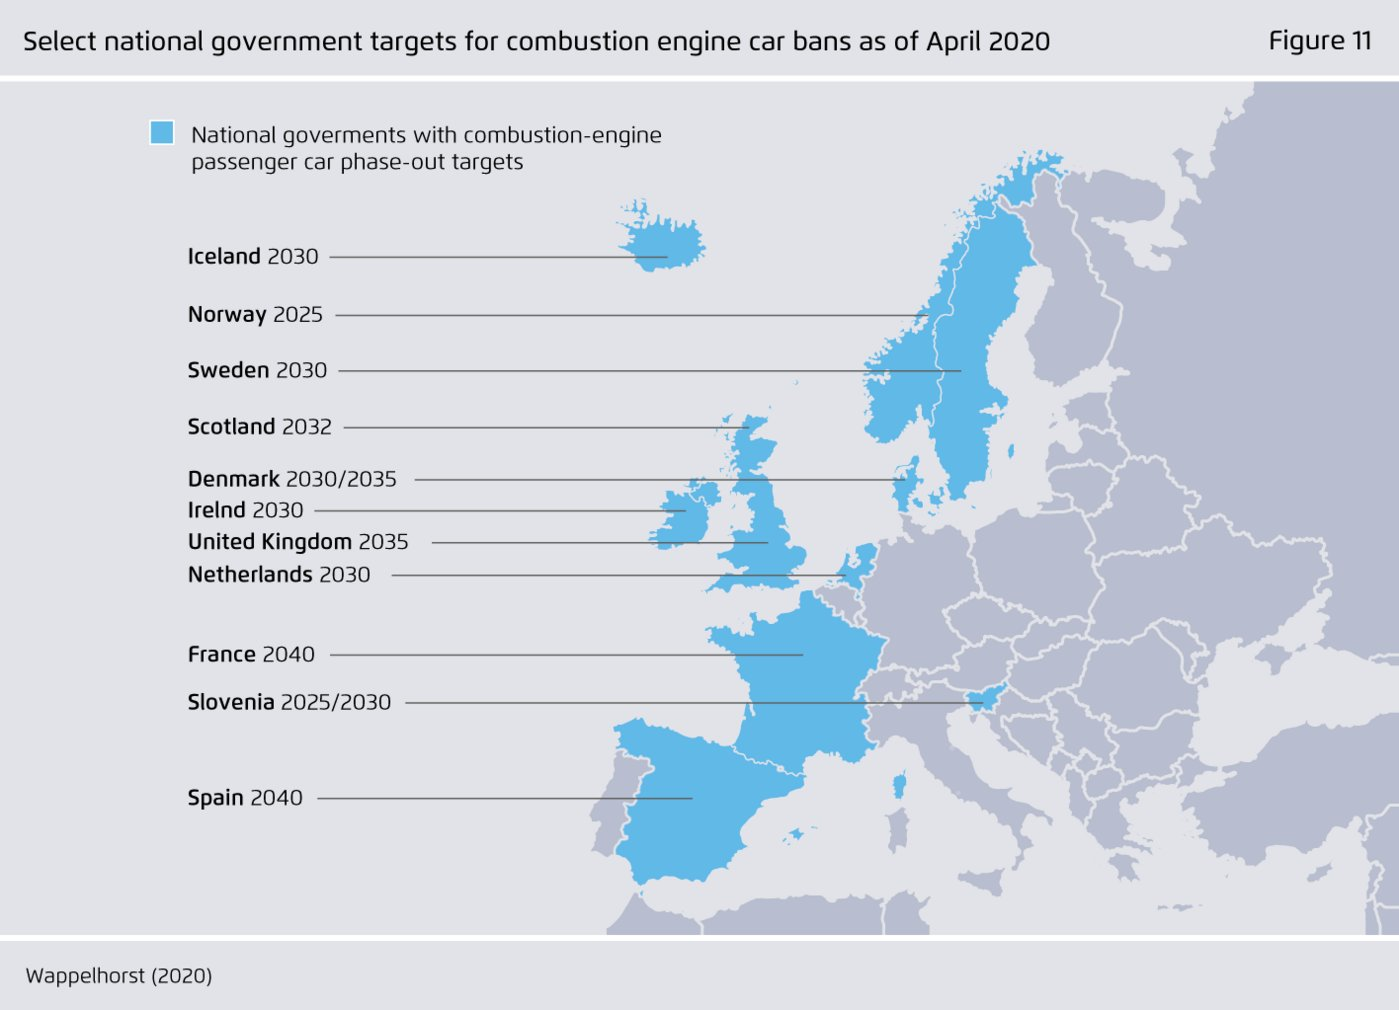 Select national government targets for combustion engine car bans as of April 2020
Figure 11
National goverments with combustion-engine
passenger car phase-out targets
Iceland 2030
Norway 2025
Sweden 2030
Scotland 2032
Denmark 2030/2035
Irelnd 2030
United Kingdom 2035
Netherlands 2030
France 2040
Slovenia 2025/2030
Spain 2040
Wappelhorst (2020)